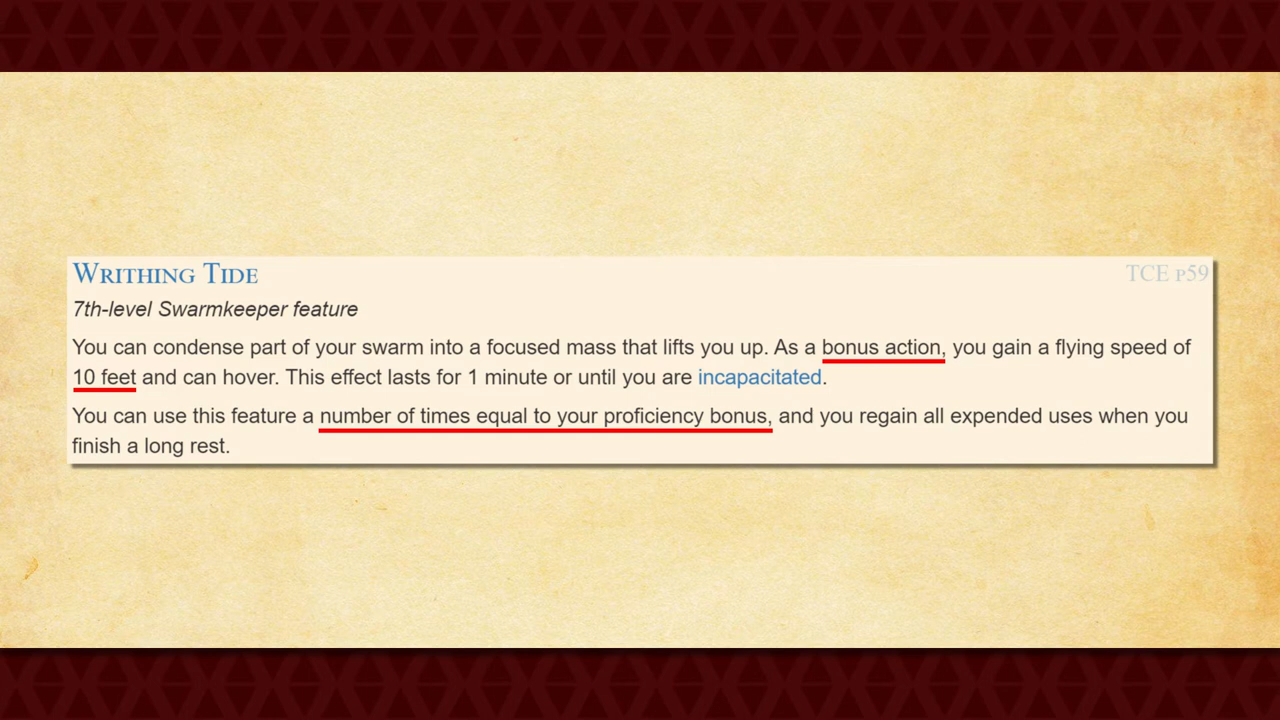 Writhing Tide
TCE p59
7th-level Swarmkeeper feature
You can condense part of your swarm into a focused mass that lifts you up. As a bonus action, you gain a flying speed of
10 feet and can hover. This effect lasts for 1 minute or until you are incapacitated.
You can use this feature a number of times equal to your proficiency bonus, and you regain all expended uses when you
finish a long rest.